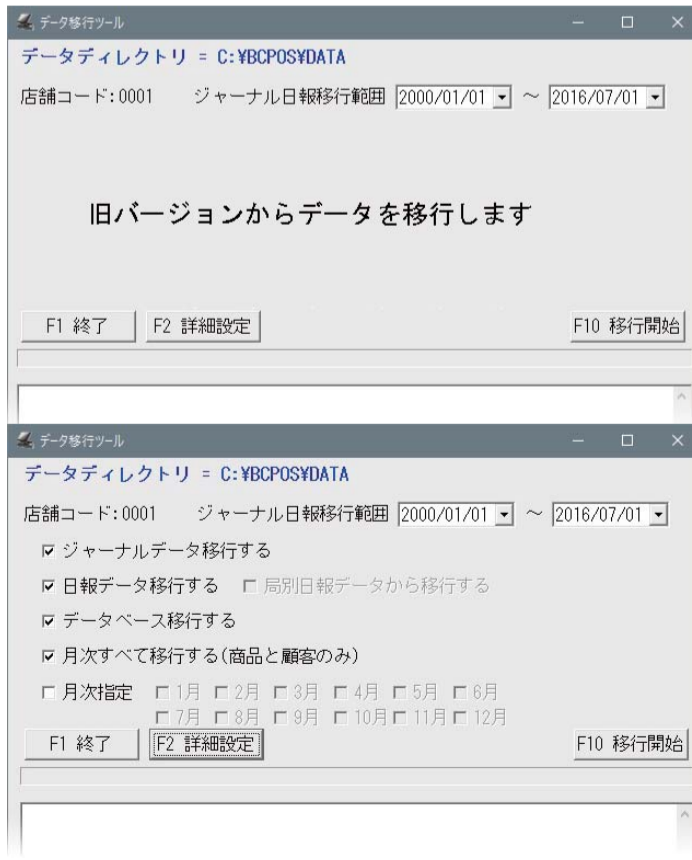 データ移行ツール
データディレクトリ = C:¥BCPOS¥DATA
店舗コード:0001 ジャーナル日報移行範囲 2000/01/01 ～ 2016/07/01
旧バージョンからデータを移行します
F1 終了 F2 詳細設定 F10 移行開始
データ移行ツール
データディレクトリ = C:¥BCPOS¥DATA
店舗コード:0001 ジャーナル日報移行範囲 2000/01/01 ～ 2016/07/01
ジャーナルデータ移行する
日報データ移行する 局別日報データから移行する
データベース移行する
月次すべて移行する(商品と顧客のみ)
月次指定 1月 2月 3月 4月 5月 6月
7月 8月 9月 10月 11月 12月
F1 終了 F2 詳細設定 F10 移行開始